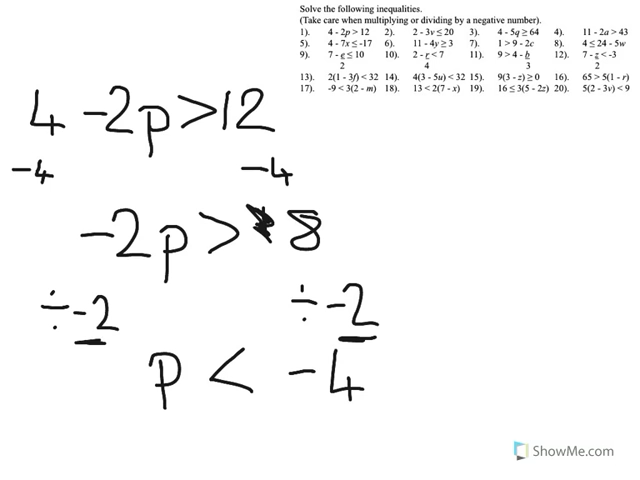 Solve the following inequalities.
(Take care when multiplying or dividing by a negative number).
1). 4 - 2p > 12 2). 2 - 3v ≤ 20 3). 4 - 5q ≥ 64 4). 11 - 2a > 43
5). 4 - 7x ≤ -17 6). 11 - 4y ≥ 3 7). 1 > 9 - 2c 8). 4 ≤ 24 - 5w
9). 7 - e ≤ 10 10). 2 - r < 7 11). 9 > 4 - b 12). 7 - z < -3
2 4 3 2
13). 2(1 - 3f) < 32 14). 4(3 - 5u) < 32 15). 9(3 - z) ≥ 0 16). 65 > 5(1 - r)
17). -9 < 3(2 - m) 18). 13 < 2(7 - x) 19). 16 ≤ 3(5 - 2z) 20). 5(2 - 3v) < 9
4 - 2p > 12
-4 -4
-2p > 8
÷ -2 ÷ -2
p < -4
ShowMe.com